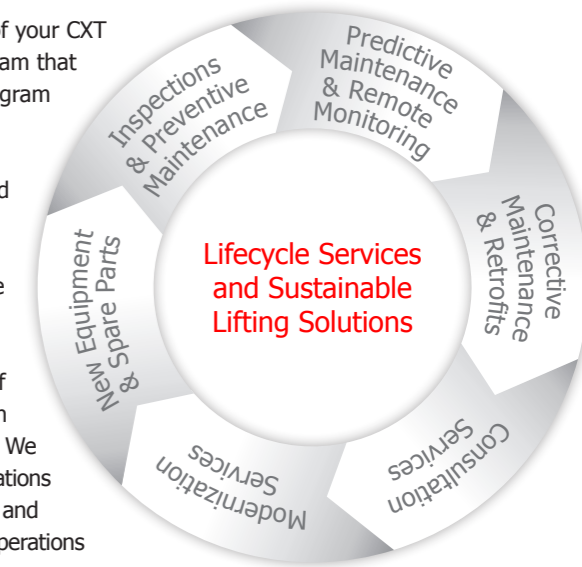 of your CXT
am that
gram
d
e
f
n
We
ations
and
perations
Inspections
& Preventive
Maintenance
Predictive
Maintenance
& Remote
Monitoring
Corrective
Maintenance
& Retrofits
Consultation
Services
Modernization
Services
New Equipment
& Spare Parts
Lifecycle Services
and Sustainable
Lifting Solutions